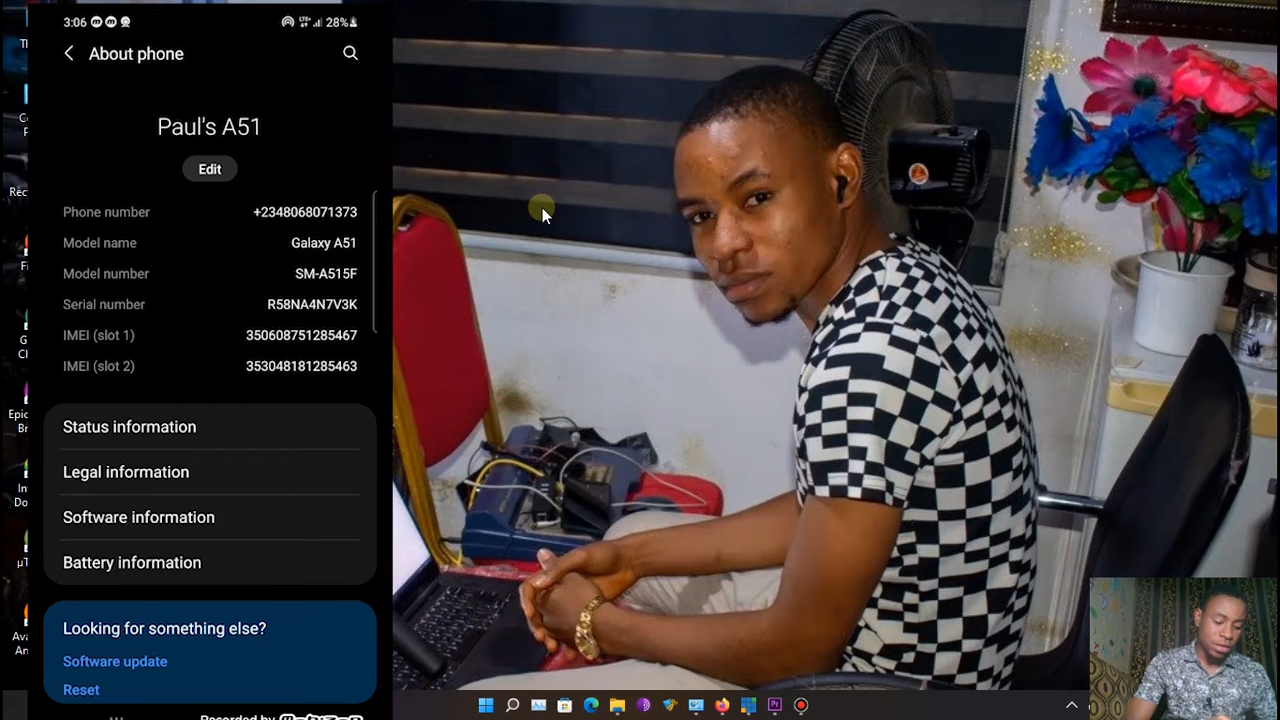 3:06
28%
About phone
Paul's A51
Edit
Phone number +2348068071373
Model name Galaxy A51
Model number SM-A515F
Serial number R58NA4N7V3K
IMEI (slot 1) 350608751285467
IMEI (slot 2) 353048181285463
Status information
Legal information
Software information
Battery information
Looking for something else?
Software update
Reset
Recorded by